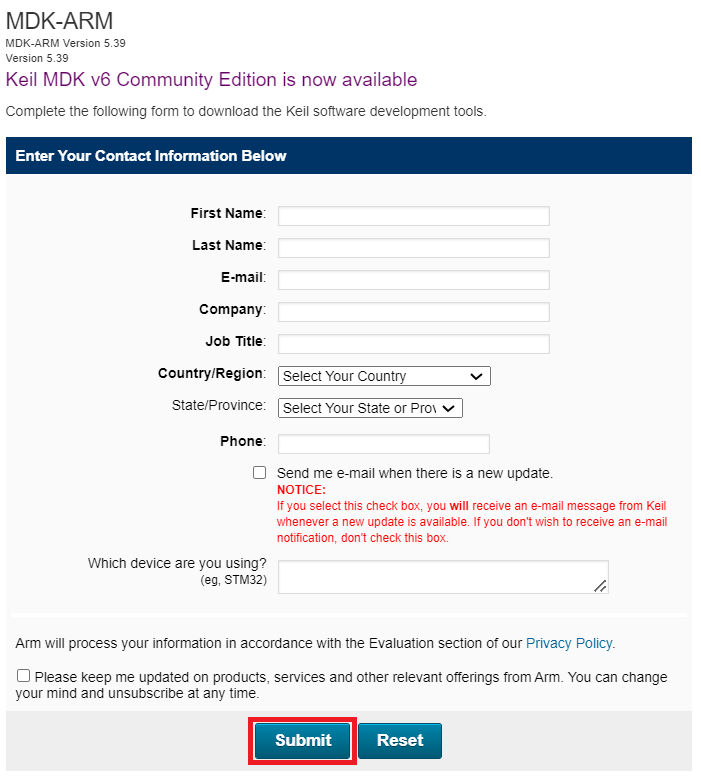 MDK-ARM
MDK-ARM Version 5.39
Version 5.39
Keil MDK v6 Community Edition is now available
Complete the following form to download the Keil software development tools.
Enter Your Contact Information Below
First Name:
Last Name:
E-mail:
Company:
Job Title:
Country/Region: Select Your Country
State/Province: Select Your State or Prov
Phone:
Send me e-mail when there is a new update.
NOTICE:
If you select this check box, you will receive an e-mail message from Keil
whenever a new update is available. If you don't wish to receive an e-mail
notification, don't check this box.
Which device are you using?
(eg, STM32)
Arm will process your information in accordance with the Evaluation section of our Privacy Policy.
Please keep me updated on products, services and other relevant offerings from Arm. You can change
your mind and unsubscribe at any time.
Submit Reset